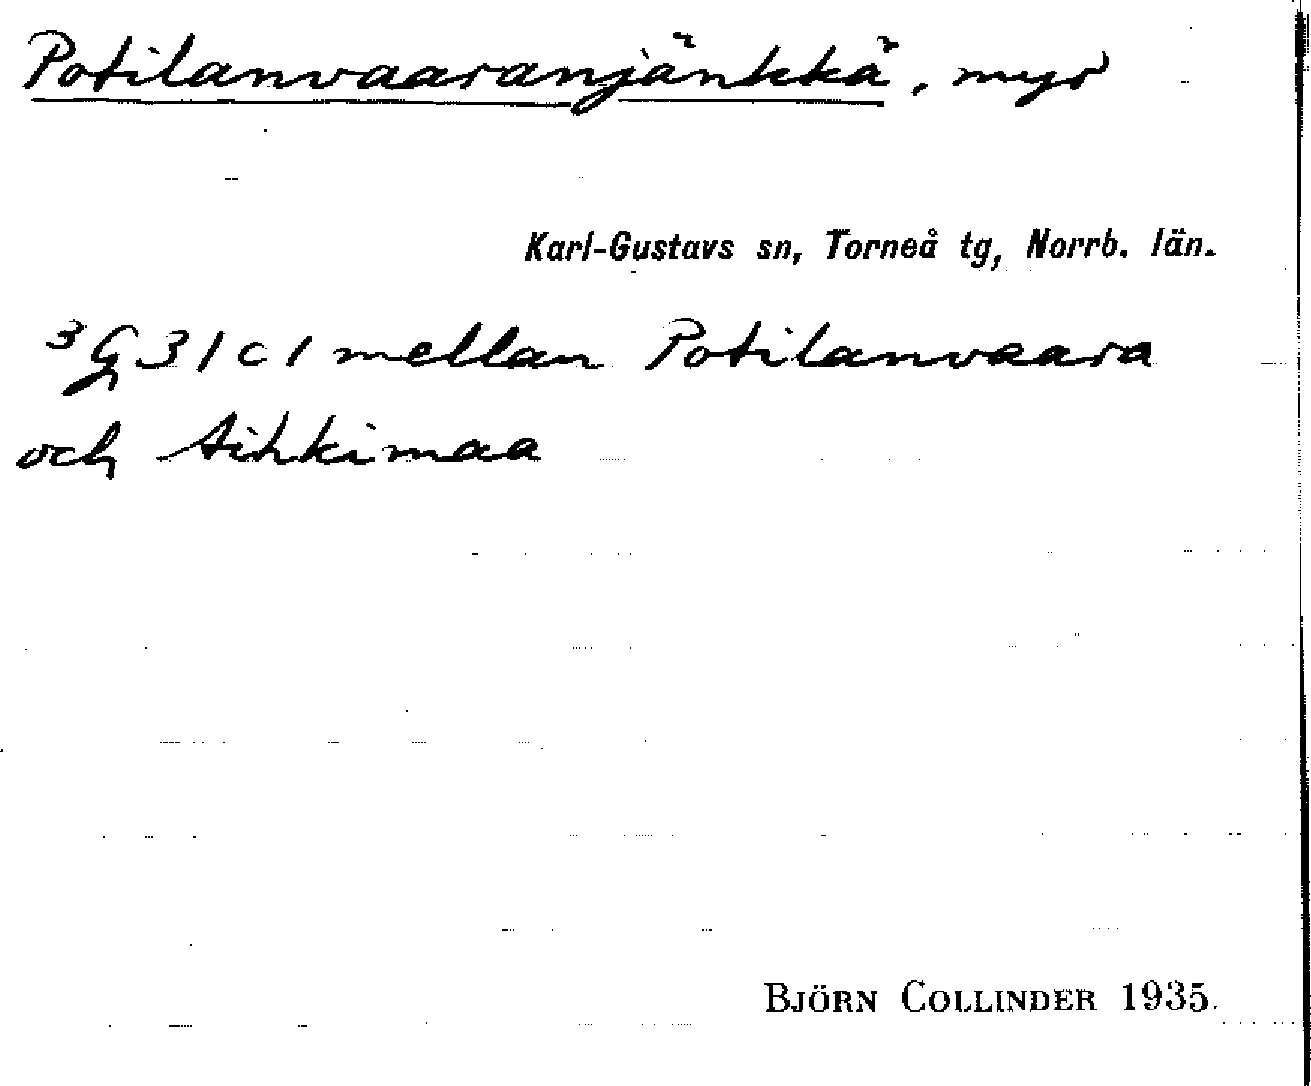 Potilanvaaranjänkkä, myr
Karl-Gustavs sn, Torneå tg, Norrb. län.
³G31c1 mellan Potilanvaara
och Aihkimaa
BJÖRN COLLINDER 1935.